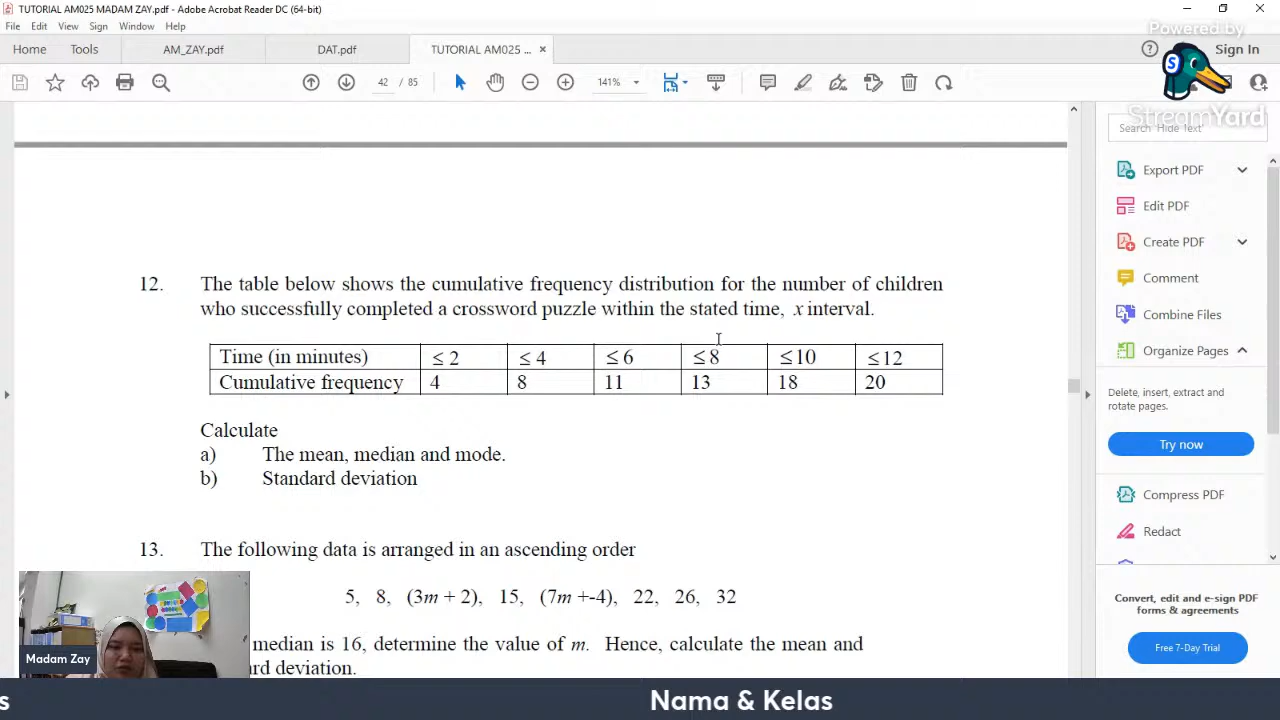 TUTORIAL AM025 MADAM ZAY.pdf - Adobe Acrobat Reader DC (64-bit)
File Edit View Sign Window Help
Powered by
Home Tools AM_ZAY.pdf DAT.pdf TUTORIAL AM025 ... × Sign In
42 / 85 141%
StreamYard
Search 'Hide Text'
Export PDF
Edit PDF
Create PDF
Comment
Combine Files
Organize Pages
Delete, insert, extract and
rotate pages.
Try now
Compress PDF
Redact
Convert, edit and e-sign PDF
forms & agreements
Free 7-Day Trial
12. The table below shows the cumulative frequency distribution for the number of children
who successfully completed a crossword puzzle within the stated time, x interval.
Time (in minutes) ≤ 2 ≤ 4 ≤ 6 ≤ 8 ≤ 10 ≤ 12
Cumulative frequency 4 8 11 13 18 20
Calculate
a) The mean, median and mode.
b) Standard deviation
13. The following data is arranged in an ascending order
5, 8, (3m + 2), 15, (7m +-4), 22, 26, 32
median is 16, determine the value of m. Hence, calculate the mean and
rd deviation.
Madam Zay
s Nama & Kelas